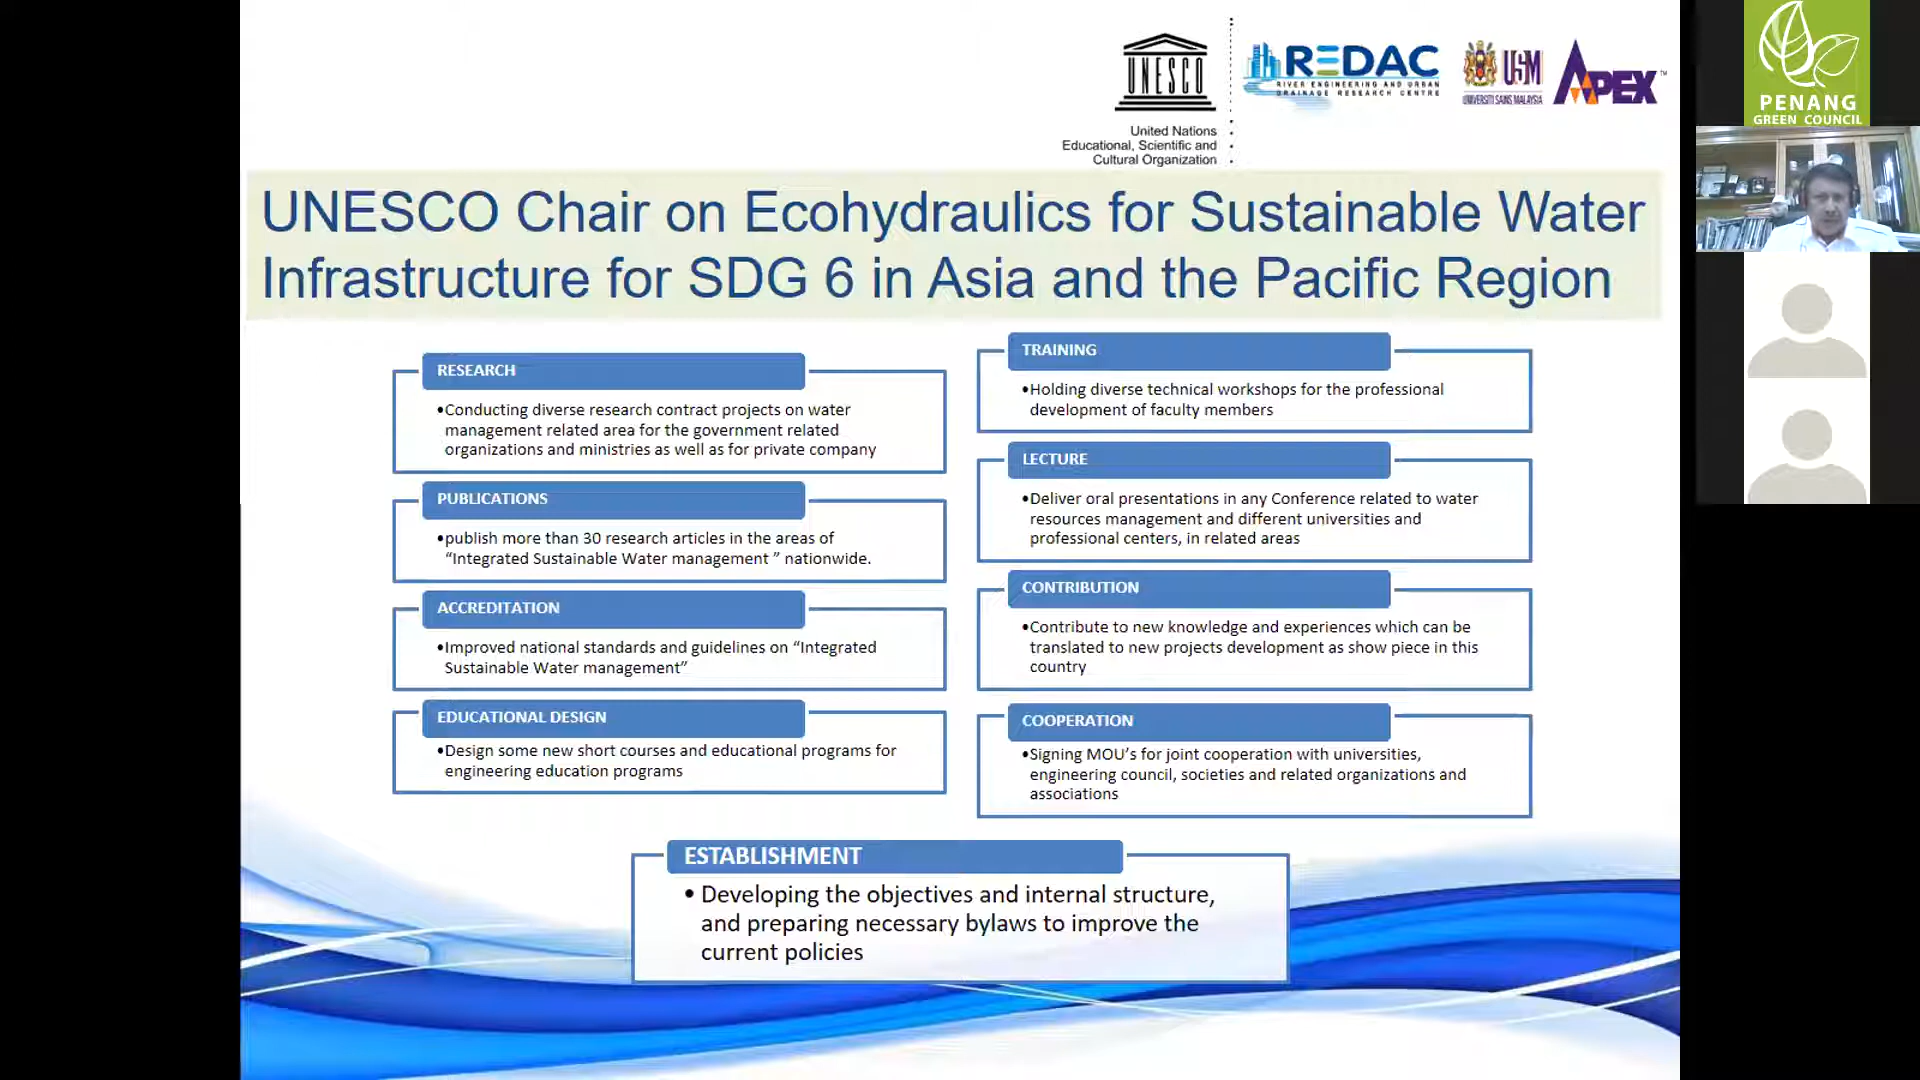 UNESCO
United Nations
Educational, Scientific and
Cultural Organization
REDAC
RIVER ENGINEERING AND URBAN
DRAINAGE RESEARCH CENTRE
USM
UNIVERSITI SAINS MALAYSIA
APEX™
PENANG
GREEN COUNCIL
UNESCO Chair on Ecohydraulics for Sustainable Water
Infrastructure for SDG 6 in Asia and the Pacific Region
RESEARCH
•Conducting diverse research contract projects on water
management related area for the government related
organizations and ministries as well as for private company
PUBLICATIONS
•publish more than 30 research articles in the areas of
“Integrated Sustainable Water management ” nationwide.
ACCREDITATION
•Improved national standards and guidelines on “Integrated
Sustainable Water management”
EDUCATIONAL DESIGN
•Design some new short courses and educational programs for
engineering education programs
TRAINING
•Holding diverse technical workshops for the professional
development of faculty members
LECTURE
•Deliver oral presentations in any Conference related to water
resources management and different universities and
professional centers, in related areas
CONTRIBUTION
•Contribute to new knowledge and experiences which can be
translated to new projects development as show piece in this
country
COOPERATION
•Signing MOU’s for joint cooperation with universities,
engineering council, societies and related organizations and
associations
ESTABLISHMENT
• Developing the objectives and internal structure,
and preparing necessary bylaws to improve the
current policies